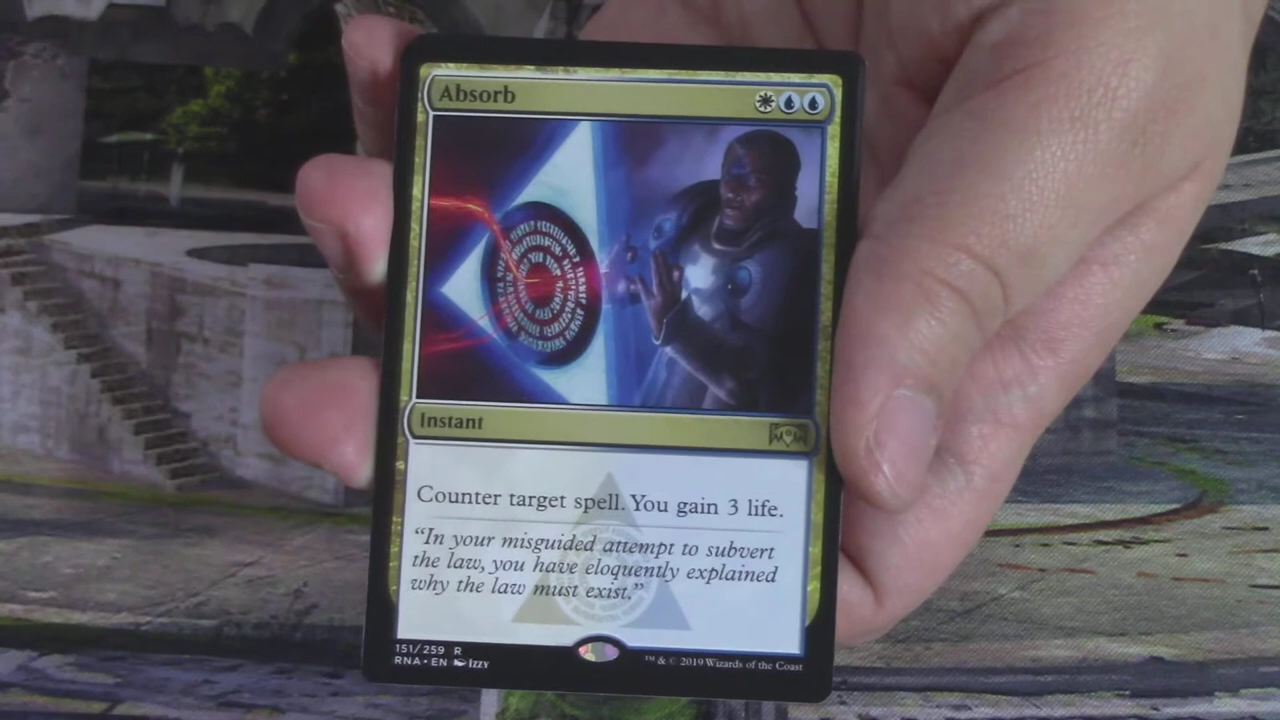 Absorb
Instant
Counter target spell. You gain 3 life.
“In your misguided attempt to subvert
the law, you have eloquently explained
why the law must exist.”
151/259 R
RNA • EN IZZY
™ & © 2019 Wizards of the Coast